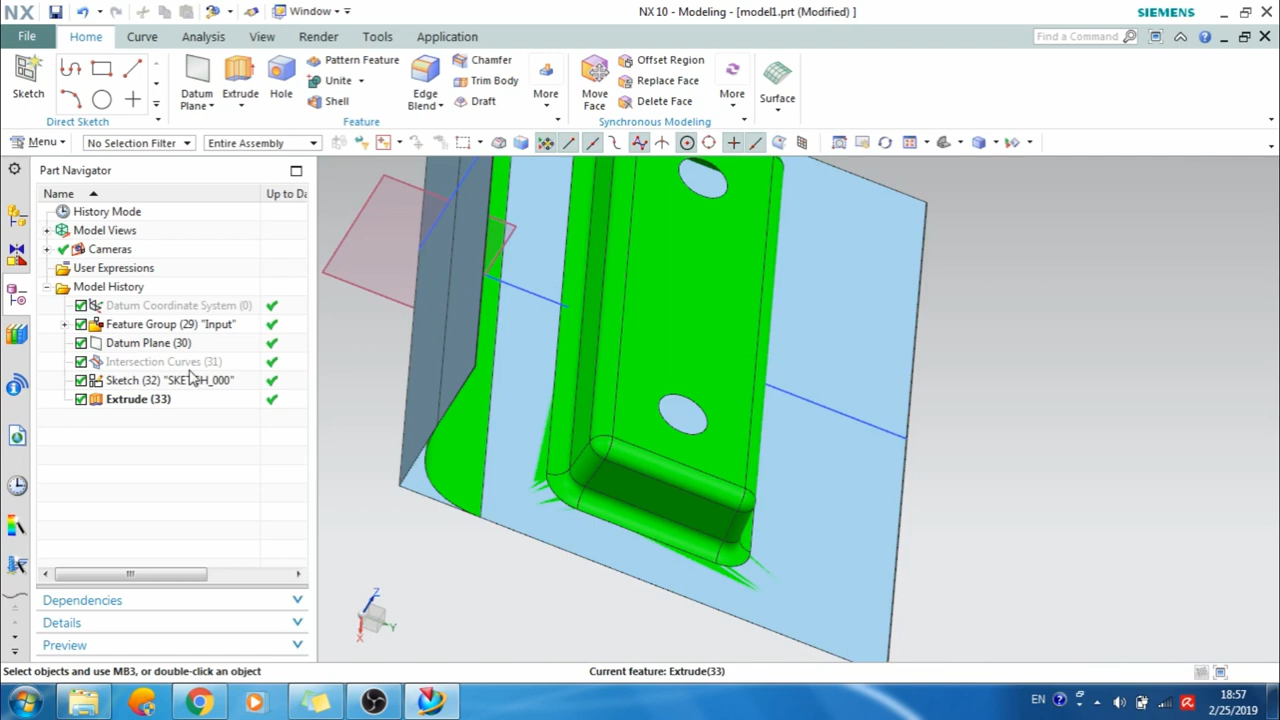 NX
Window
NX 10 - Modeling - [model1.prt (Modified) ]
SIEMENS
File
Home
Curve
Analysis
View
Render
Tools
Application
Find a Command
Sketch
Direct Sketch
Datum
Plane
Extrude
Hole
Pattern Feature
Unite
Shell
Edge
Blend
Chamfer
Trim Body
Draft
More
Feature
Move
Face
Offset Region
Replace Face
Delete Face
More
Synchronous Modeling
Surface
Menu
No Selection Filter
Entire Assembly
Part Navigator
Name
Up to Da
History Mode
Model Views
Cameras
User Expressions
Model History
Datum Coordinate System (0)
Feature Group (29) "Input"
Datum Plane (30)
Intersection Curves (31)
Sketch (32) "SKETCH_000"
Extrude (33)
Dependencies
Details
Preview
Z
Y
X
Select objects and use MB3, or double-click an object
Current feature: Extrude(33)
EN
18:57
2/25/2019